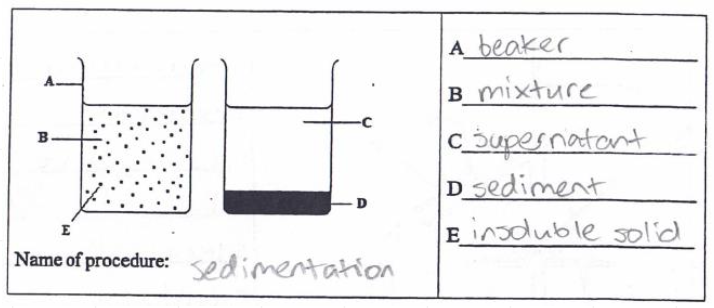 A
B
E
C
D
Name of procedure: sedimentation
A beaker
B mixture
C supernatant
D sediment
E insoluble solid